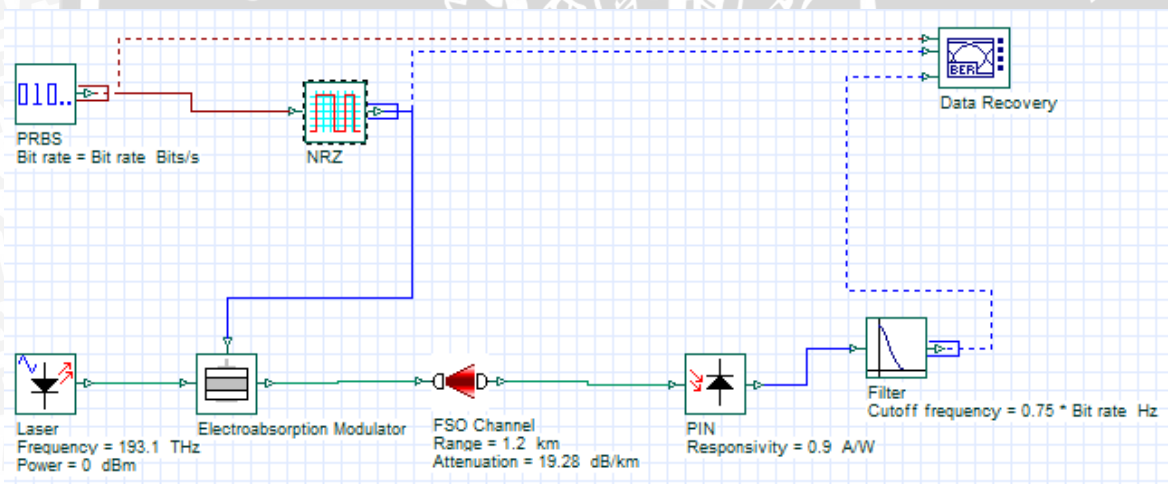 010..
PRBS
Bit rate = Bit rate  Bits/s
NRZ
BER
Data Recovery
Laser
Frequency = 193.1  THz
Power = 0  dBm
Electroabsorption Modulator
FSO Channel
Range = 1.2  km
Attenuation = 19.28  dB/km
PIN
Responsivity = 0.9  A/W
Filter
Cutoff frequency = 0.75 * Bit rate  Hz